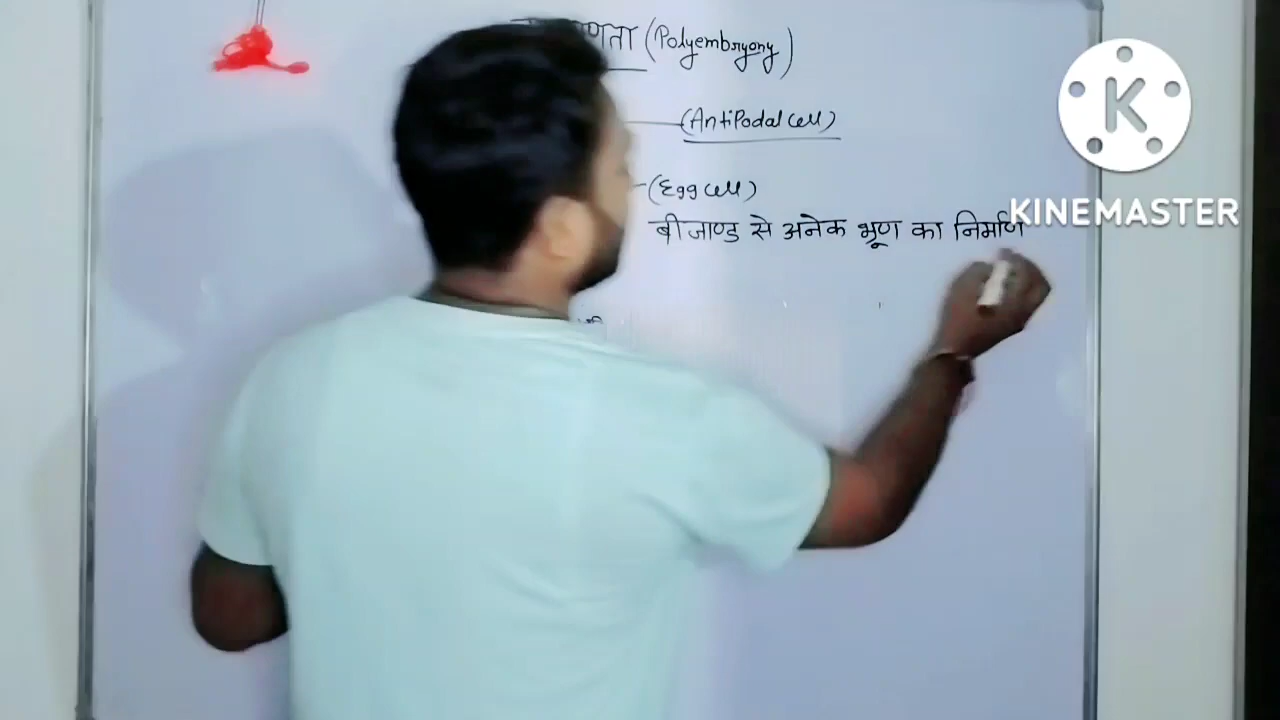 (Polyembryony)
(AntiPodal cell)
(Egg cell)
बीजाण्ड से अनेक भ्रूण का निर्माण
K
KINEMASTER